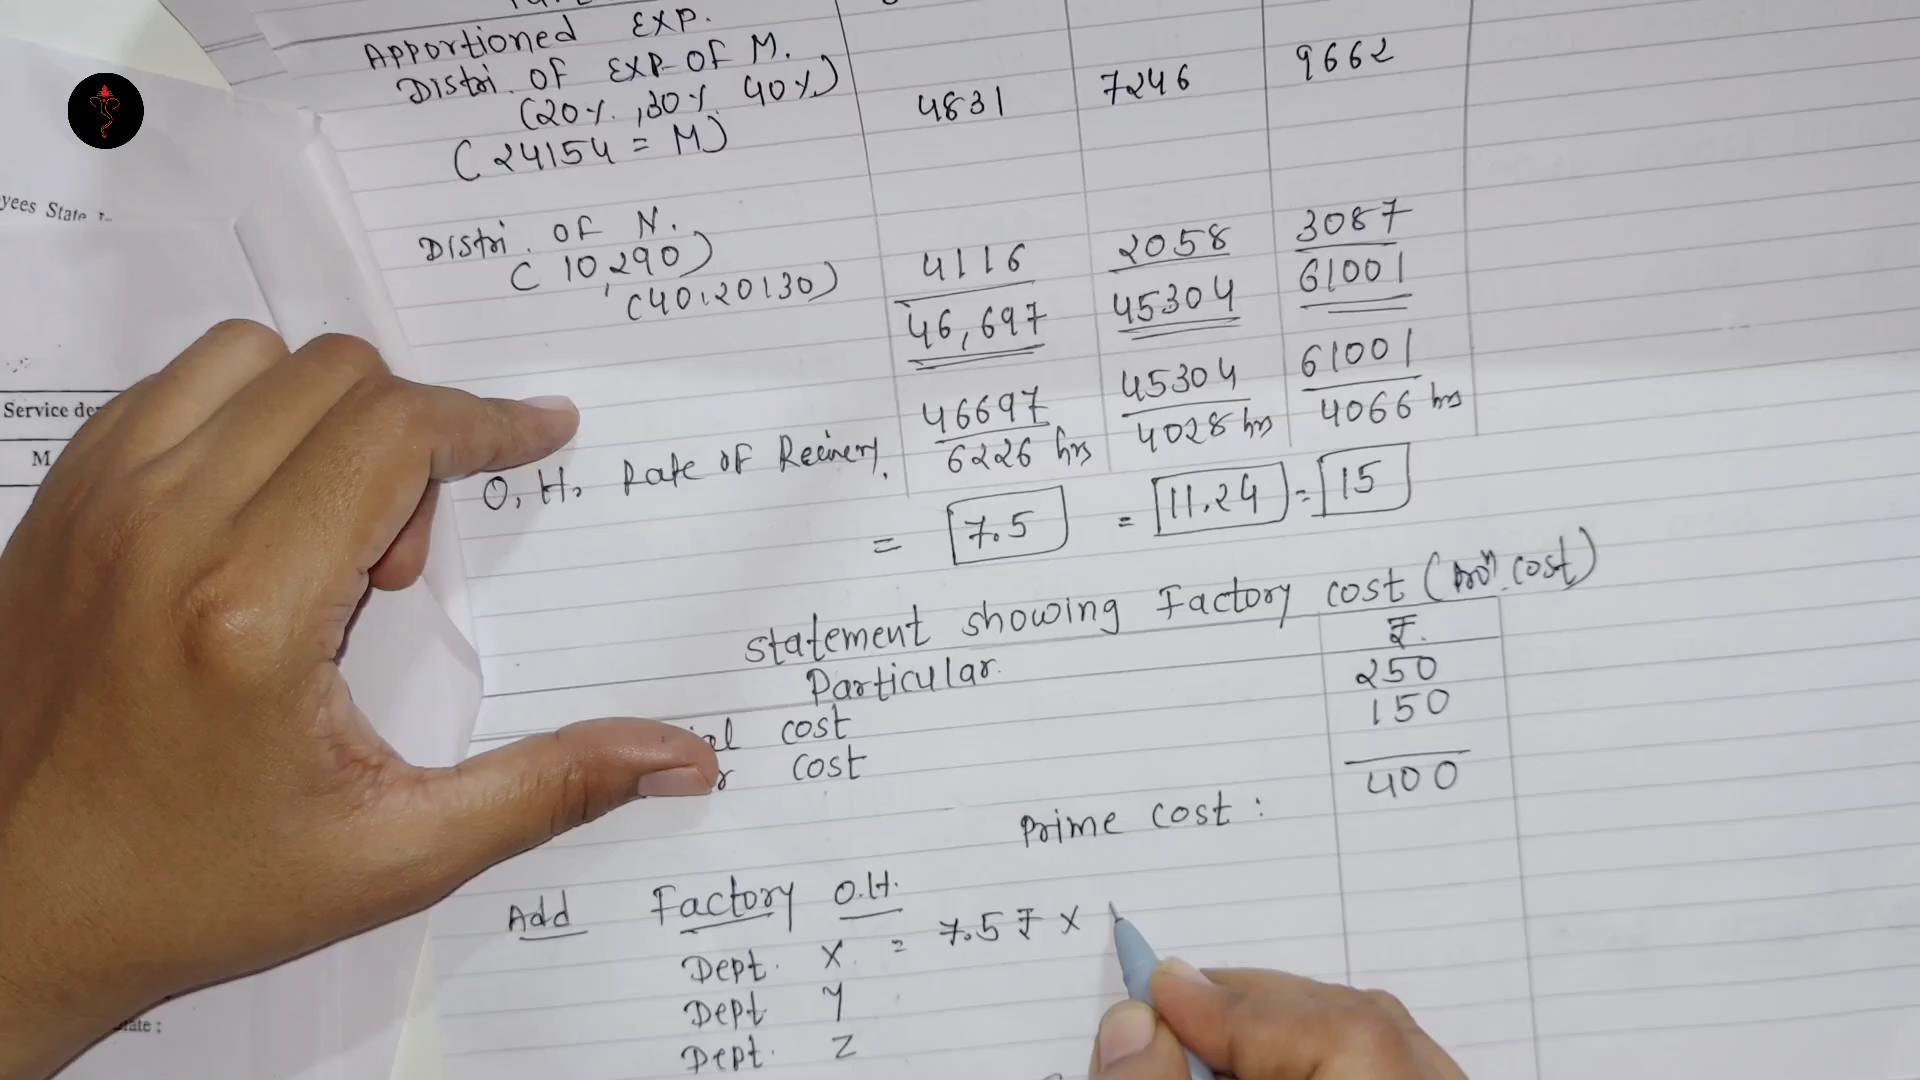 Apportioned Exp.
Distri. of Exp of M.
(20%, 30%, 40%)
(24154 = M)
4831 7246 9662
yees State
Distri. of N.
(10,290)
(40,20,30)
4116 2058 3087
46,697 45304 61001
Service de
M
O.H. Rate of
46697 45304 61001
6226 hrs 4028 hrs 4066 hrs
= 7.5 = 11.24 = 15
Statement showing Factory cost ( cost)
Particular ₹.
cost 250
cost 150
Prime cost : 400
Add Factory O.H.
Dept. X = 7.5 ₹ x
Dept. Y
Dept. Z